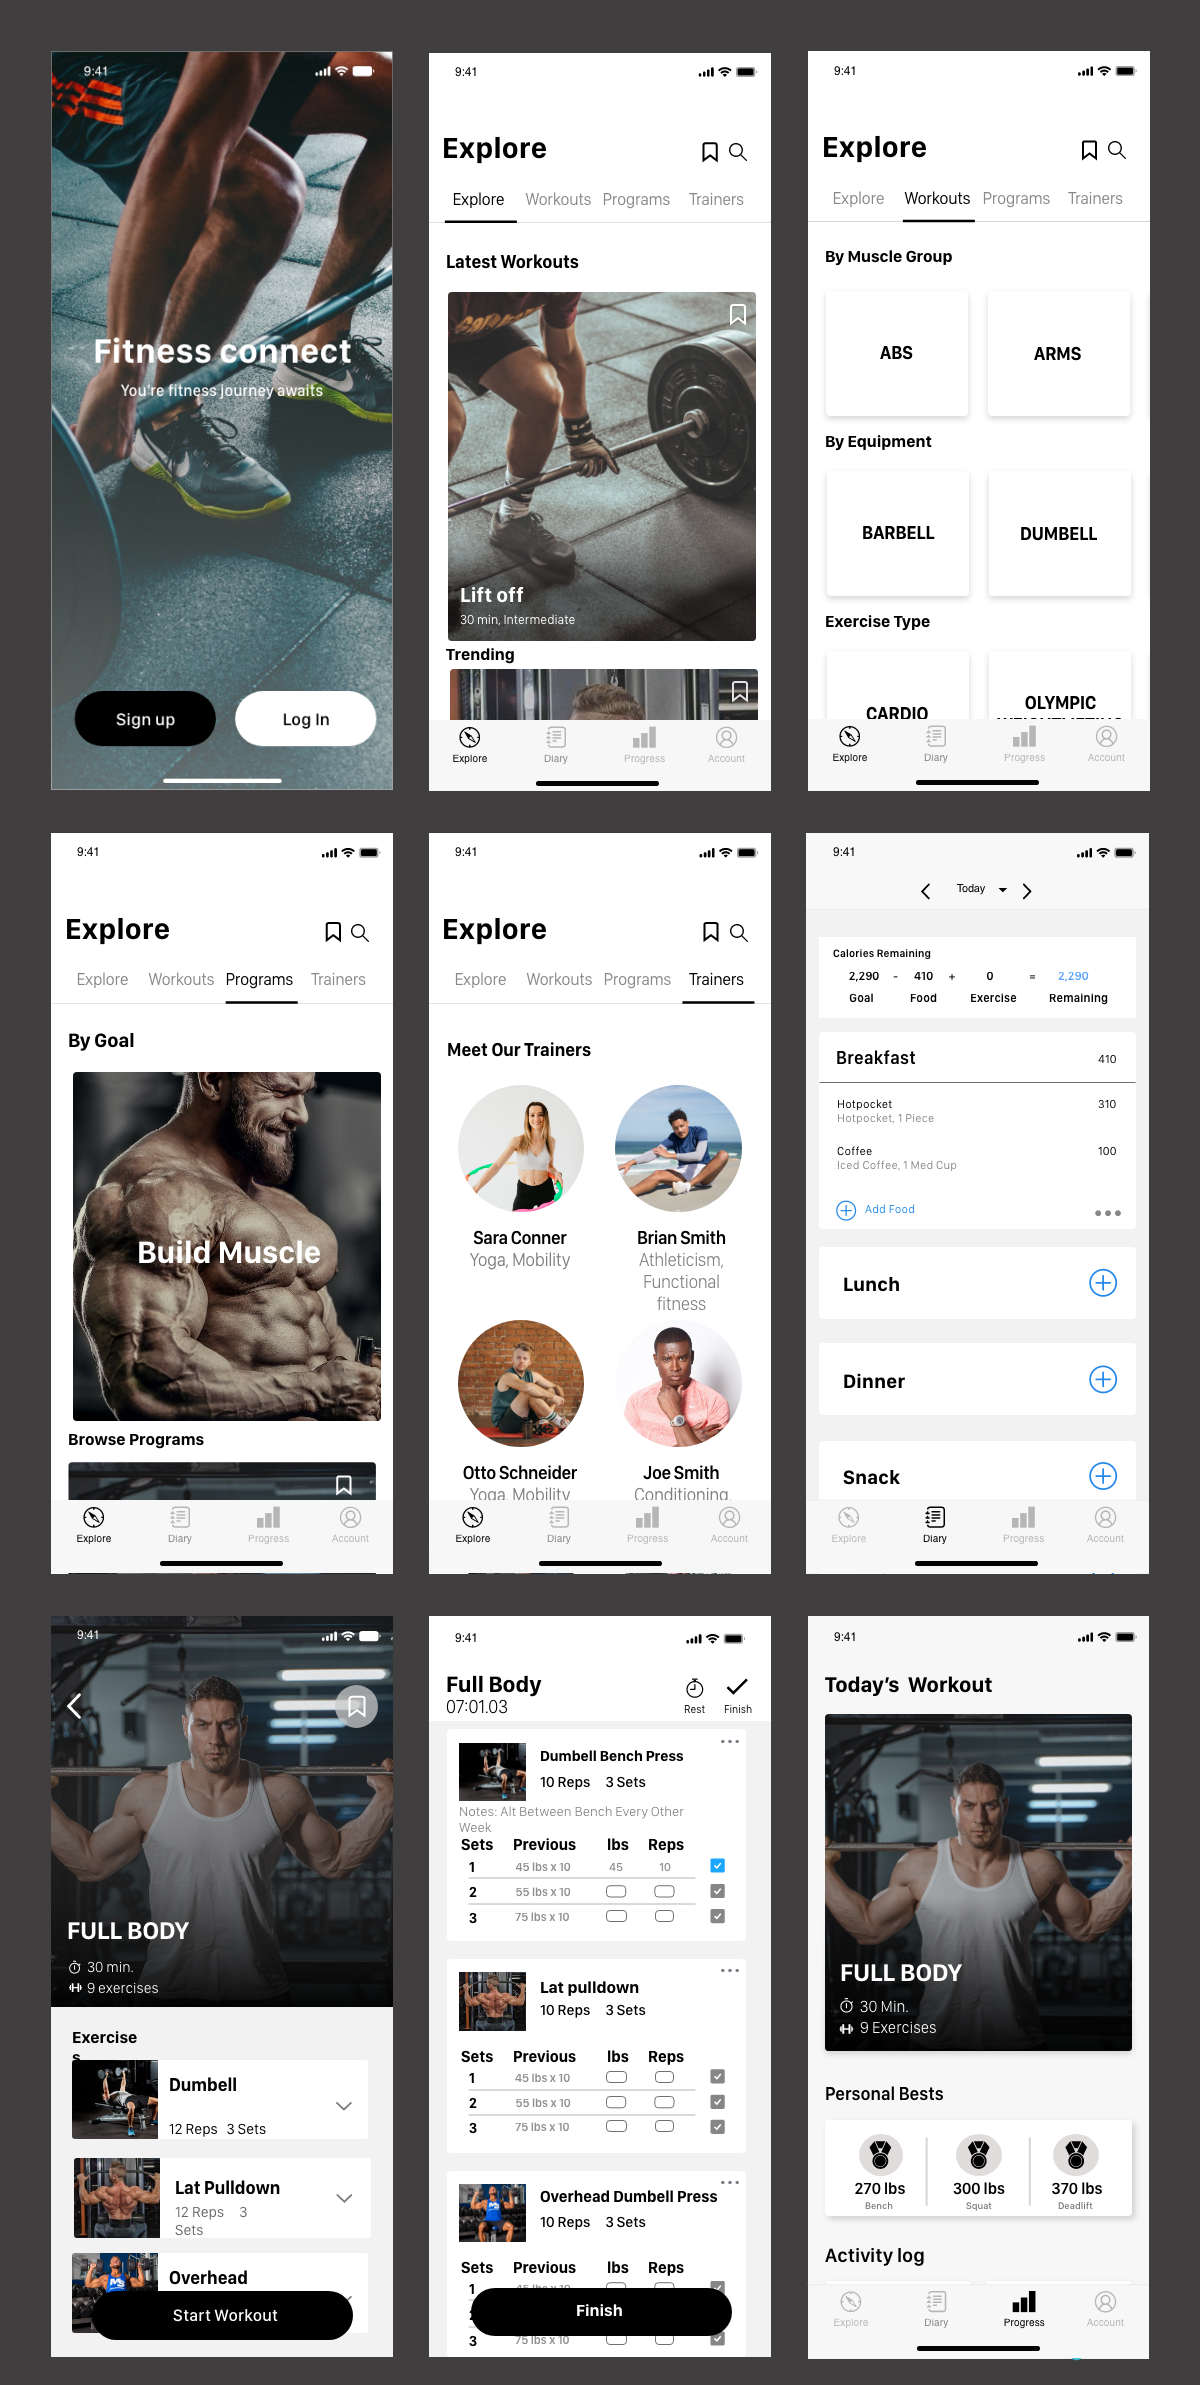 9:41
Fitness connect
You're fitness journey awaits
Sign up
Log In
9:41
Explore
Explore Workouts Programs Trainers
Latest Workouts
Lift off
30 min, Intermediate
Trending
Explore Diary Progress Account
9:41
Explore
Explore Workouts Programs Trainers
By Muscle Group
ABS ARMS
By Equipment
BARBELL DUMBELL
Exercise Type
CARDIO OLYMPIC
Explore Diary Progress Account
9:41
Explore
Explore Workouts Programs Trainers
By Goal
Build Muscle
Browse Programs
Explore Diary Progress Account
9:41
Explore
Explore Workouts Programs Trainers
Meet Our Trainers
Sara Conner
Yoga, Mobility
Brian Smith
Athleticism,
Functional
fitness
Otto Schneider
Yoga, Mobility
Joe Smith
Conditioning,
Explore Diary Progress Account
9:41
Today
Calories Remaining
2,290 - 410 + 0 = 2,290
Goal Food Exercise Remaining
Breakfast 410
Hotpocket 310
Hotpocket, 1 Piece
Coffee 100
Iced Coffee, 1 Med Cup
Add Food
Lunch
Dinner
Snack
Explore Diary Progress Account
9:41
FULL BODY
30 min.
9 exercises
Exercise
s
Dumbell
12 Reps 3 Sets
Lat Pulldown
12 Reps 3
Sets
Overhead
Start Workout
9:41
Full Body
07:01.03
Rest Finish
Dumbell Bench Press
10 Reps 3 Sets
Notes: Alt Between Bench Every Other
Week
Sets Previous lbs Reps
1 45 lbs x 10 45 10
2 55 lbs x 10
3 75 lbs x 10
Lat pulldown
10 Reps 3 Sets
Sets Previous lbs Reps
1 45 lbs x 10
2 55 lbs x 10
3 75 lbs x 10
Overhead Dumbell Press
10 Reps 3 Sets
Sets Previous lbs Reps
1 45 lbs x 10
Finish
3 75 lbs x 10
9:41
Today's Workout
FULL BODY
30 Min.
9 Exercises
Personal Bests
270 lbs 300 lbs 370 lbs
Bench Squat Deadlift
Activity log
Explore Diary Progress Account